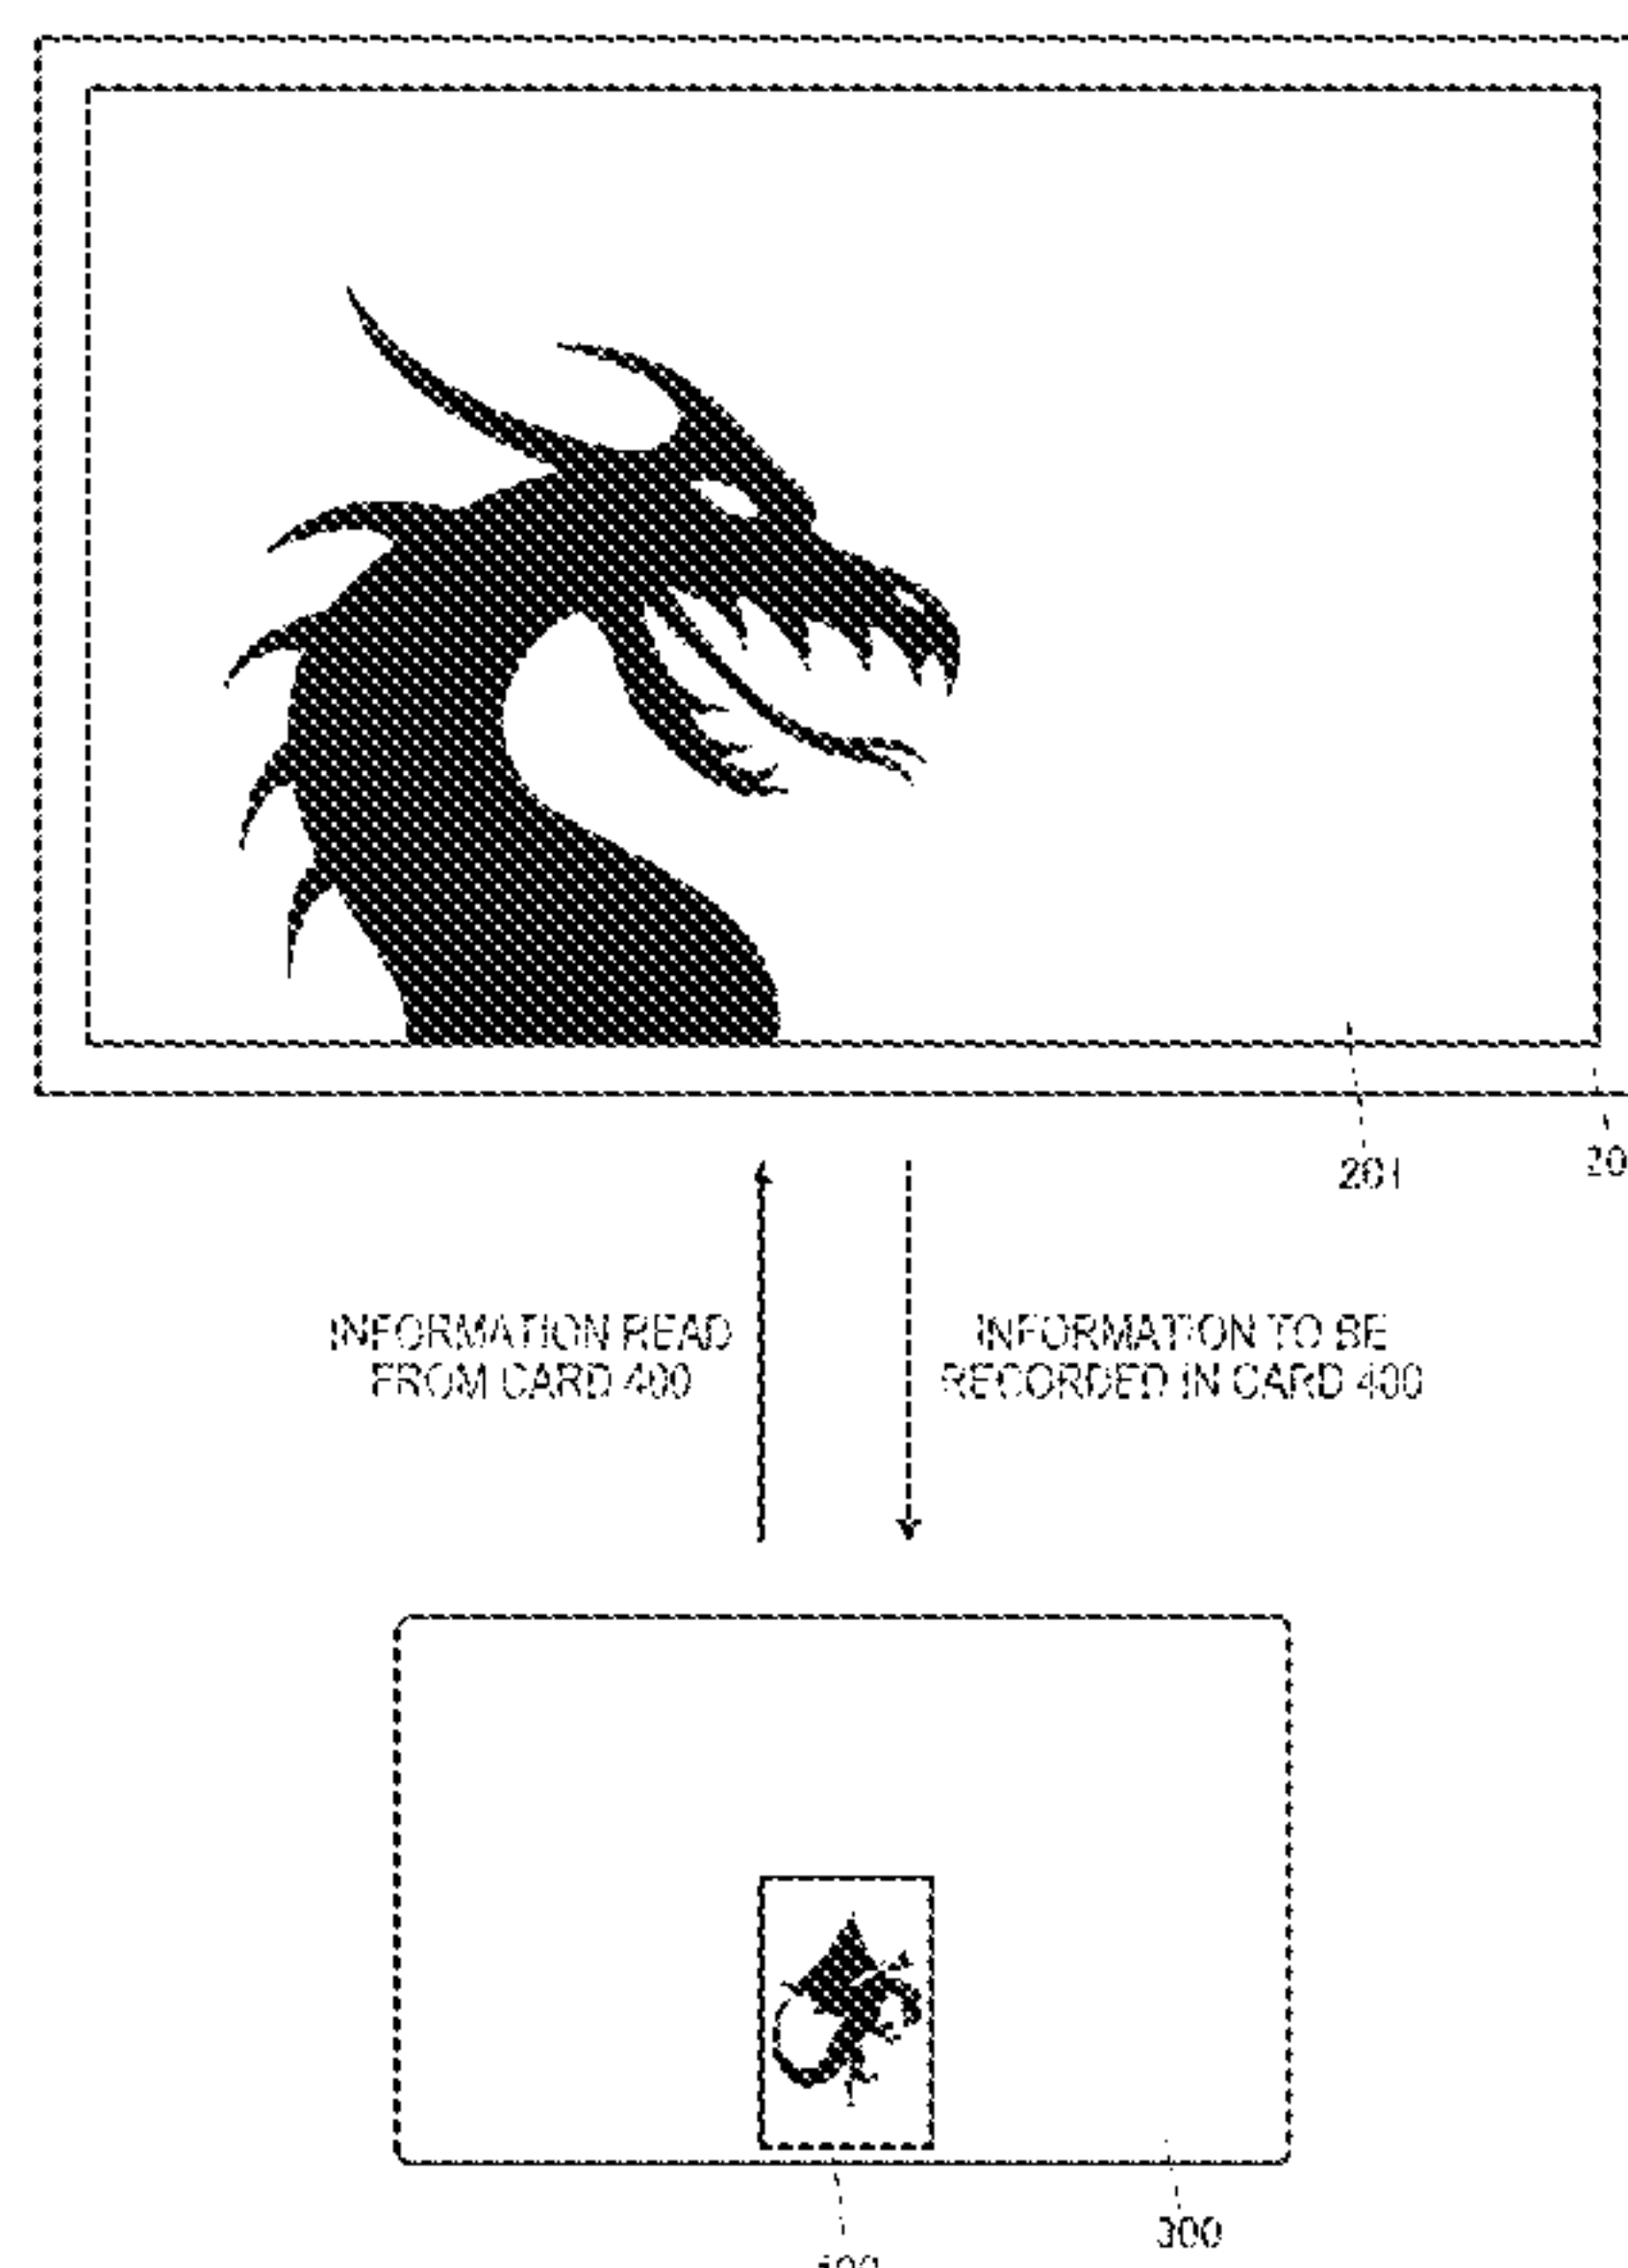 201
INFORMATION READ
FROM CARD 400
INFORMATION TO BE
RECORDED IN CARD 400
300